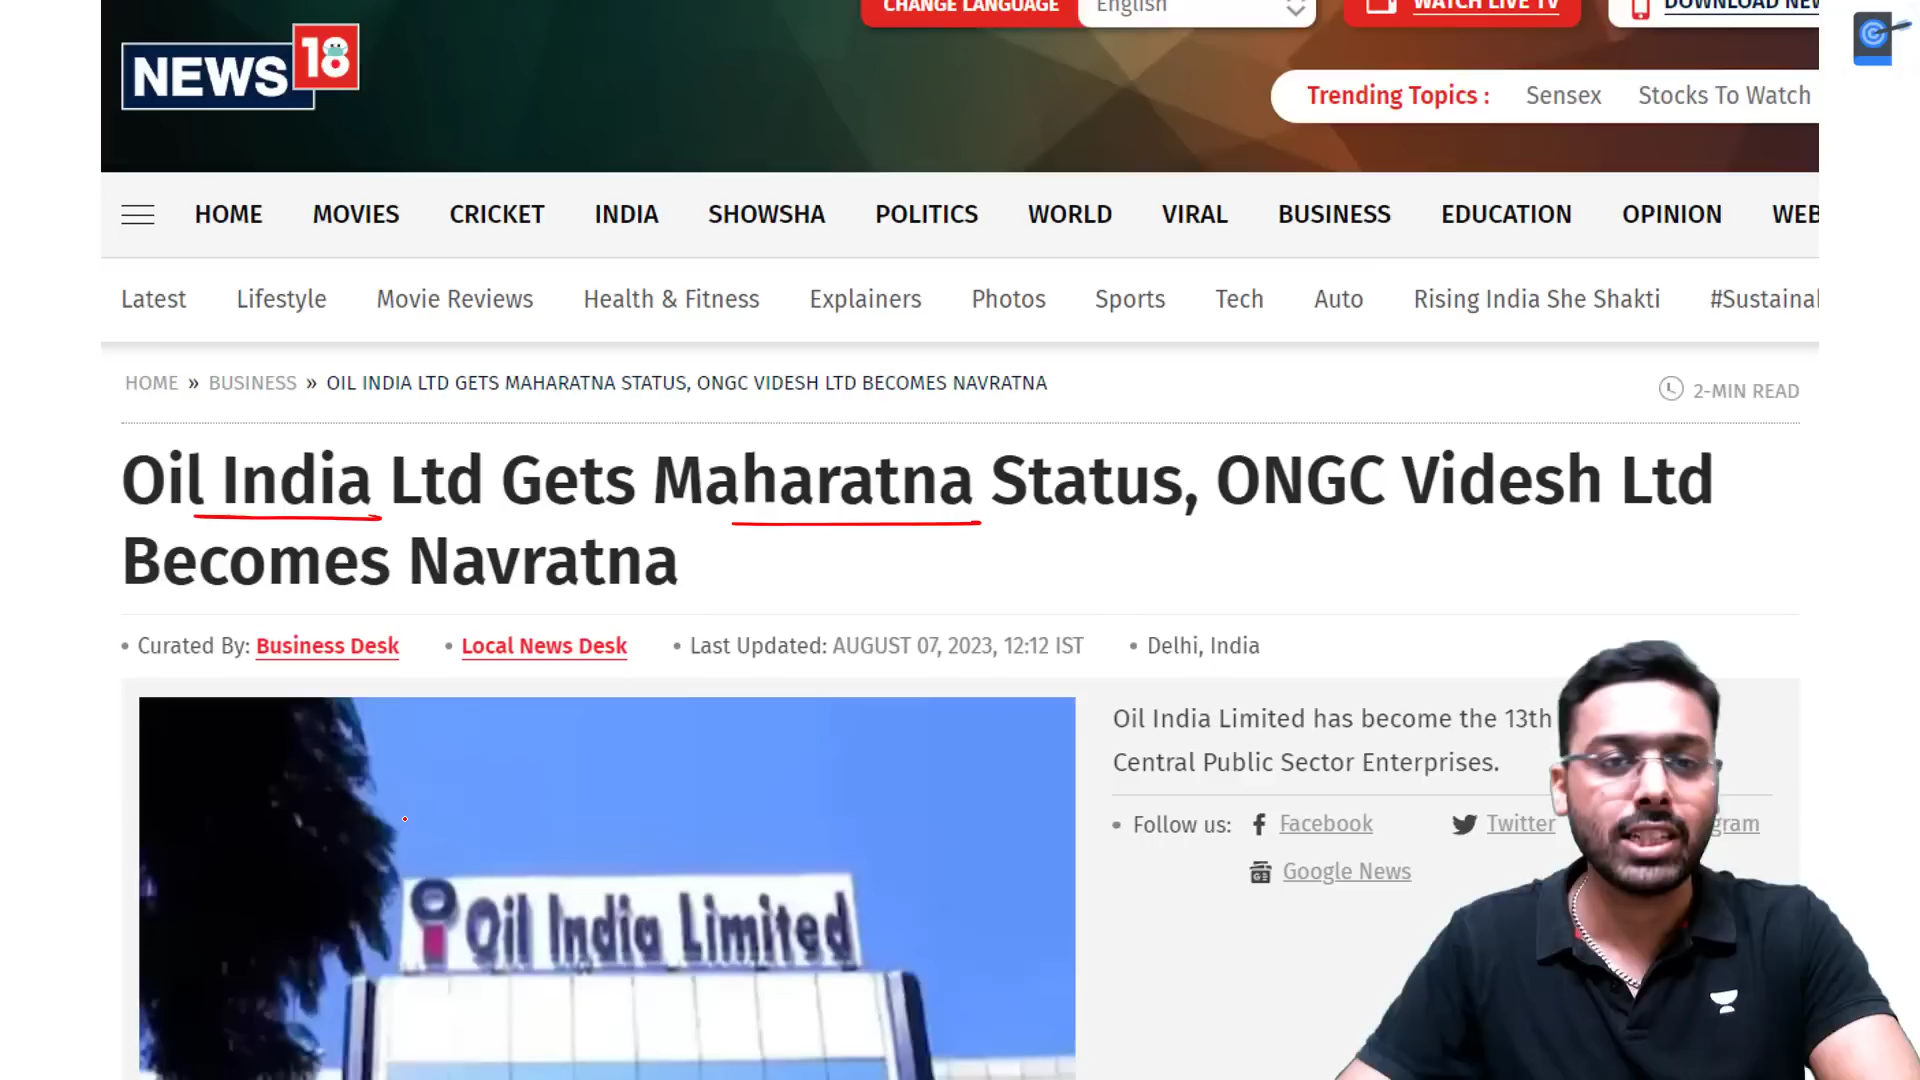 CHANGE LANGUAGE English WATCH LIVE TV
NEWS 18
Trending Topics : Sensex Stocks To Watch
HOME MOVIES CRICKET INDIA SHOWSHA POLITICS WORLD VIRAL BUSINESS EDUCATION OPINION WEB
Latest Lifestyle Movie Reviews Health & Fitness Explainers Photos Sports Tech Auto Rising India She Shakti
HOME » BUSINESS » OIL INDIA LTD GETS MAHARATNA STATUS, ONGC VIDESH LTD BECOMES NAVRATNA
2-MIN READ
Oil India Ltd Gets Maharatna Status, ONGC Videsh Ltd
Becomes Navratna
• Curated By: Business Desk • Local News Desk • Last Updated: AUGUST 07, 2023, 12:12 IST • Delhi, India
Oil India Limited has become the 13th
Central Public Sector Enterprises.
• Follow us: Facebook Twitter
Google News
Oil India Limited